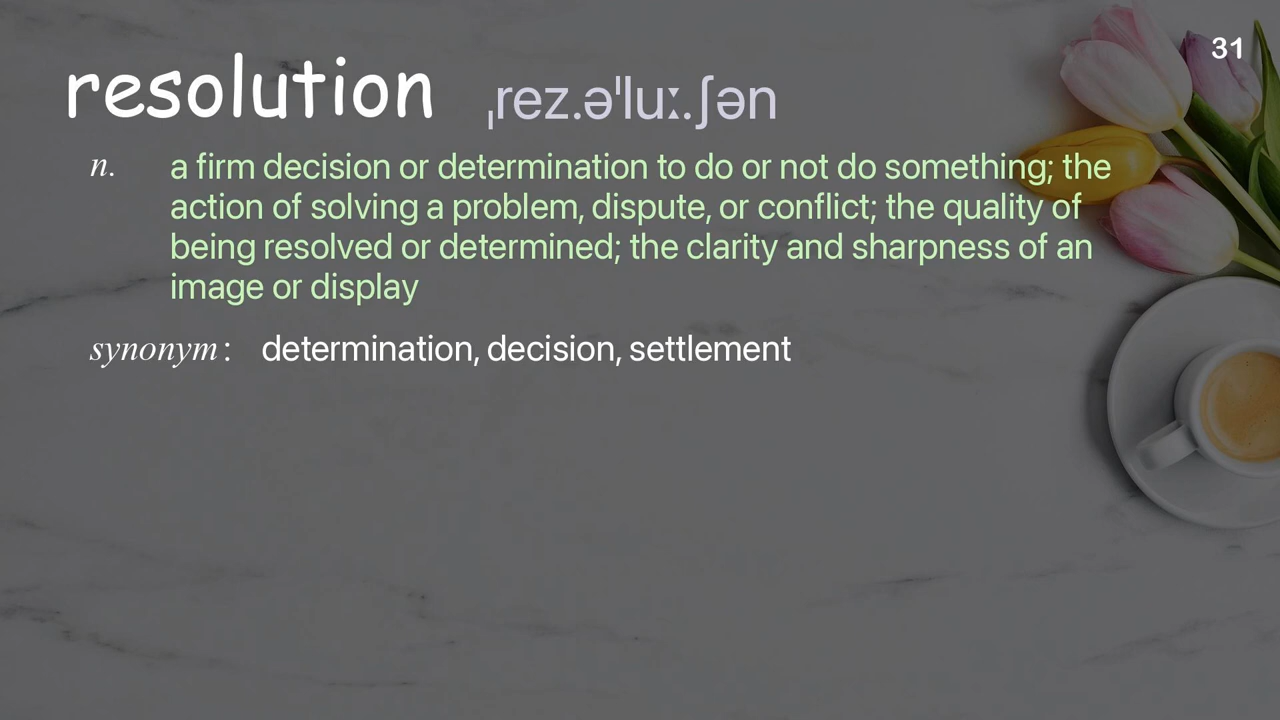 31
resolution ˌrez.əˈluː.ʃən
n. a firm decision or determination to do or not do something; the
action of solving a problem, dispute, or conflict; the quality of
being resolved or determined; the clarity and sharpness of an
image or display
synonym: determination, decision, settlement